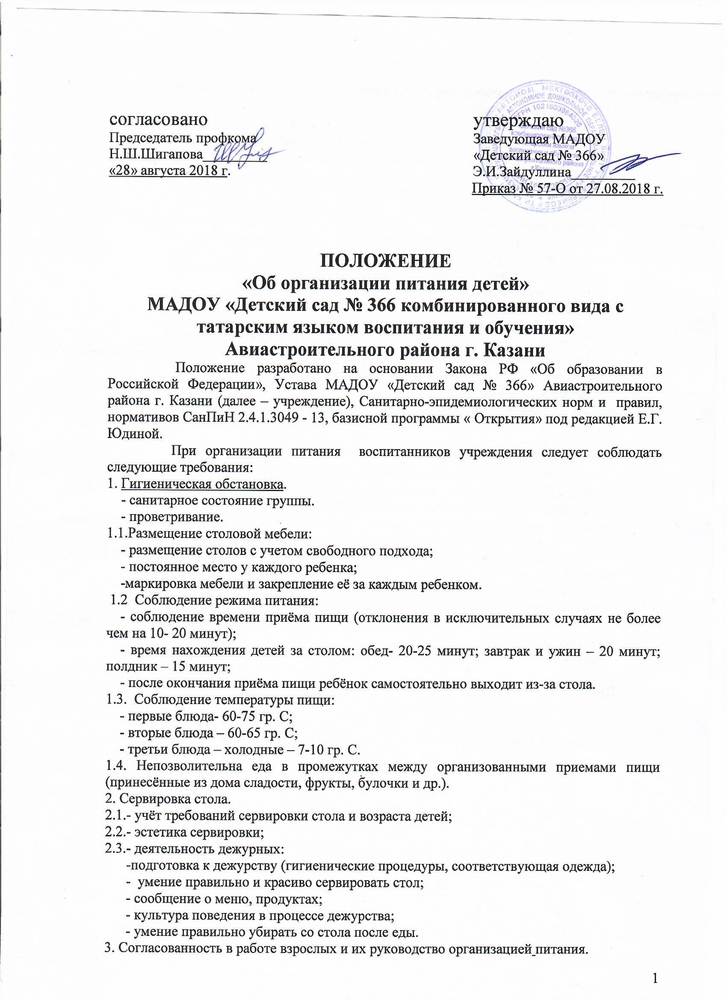 согласовано
Председатель профкома
Н.Ш.Шигапова_________
«28» августа 2018 г.
утверждаю
Заведующая МАДОУ
«Детский сад № 366»
Э.И.Зайдуллина_________
Приказ № 57-О от 27.08.2018 г.
ПОЛОЖЕНИЕ
«Об организации питания детей»
МАДОУ «Детский сад № 366 комбинированного вида с
татарским языком воспитания и обучения»
Авиастроительного района г. Казани
Положение разработано на основании Закона РФ «Об образовании в
Российской Федерации», Устава МАДОУ «Детский сад № 366» Авиастроительного
района г. Казани (далее – учреждение), Санитарно-эпидемиологических норм и правил,
нормативов СанПиН 2.4.1.3049 - 13, базисной программы « Открытия» под редакцией Е.Г.
Юдиной.
При организации питания воспитанников учреждения следует соблюдать
следующие требования:
1. Гигиеническая обстановка.
- санитарное состояние группы.
- проветривание.
1.1.Размещение столовой мебели:
- размещение столов с учетом свободного подхода;
- постоянное место у каждого ребенка;
-маркировка мебели и закрепление её за каждым ребенком.
1.2 Соблюдение режима питания:
- соблюдение времени приёма пищи (отклонения в исключительных случаях не более
чем на 10- 20 минут);
- время нахождения детей за столом: обед- 20-25 минут; завтрак и ужин – 20 минут;
полдник – 15 минут;
- после окончания приёма пищи ребёнок самостоятельно выходит из-за стола.
1.3. Соблюдение температуры пищи:
- первые блюда- 60-75 гр. С;
- вторые блюда – 60-65 гр. С;
- третьи блюда – холодные – 7-10 гр. С.
1.4. Непозволительна еда в промежутках между организованными приемами пищи
(принесённые из дома сладости, фрукты, булочки и др.).
2. Сервировка стола.
2.1.- учёт требований сервировки стола и возраста детей;
2.2.- эстетика сервировки;
2.3.- деятельность дежурных:
-подготовка к дежурству (гигиенические процедуры, соответствующая одежда);
- умение правильно и красиво сервировать стол;
- сообщение о меню, продуктах;
- культура поведения в процессе дежурства;
- умение правильно убирать со стола после еды.
3. Согласованность в работе взрослых и их руководство организацией питания.
1